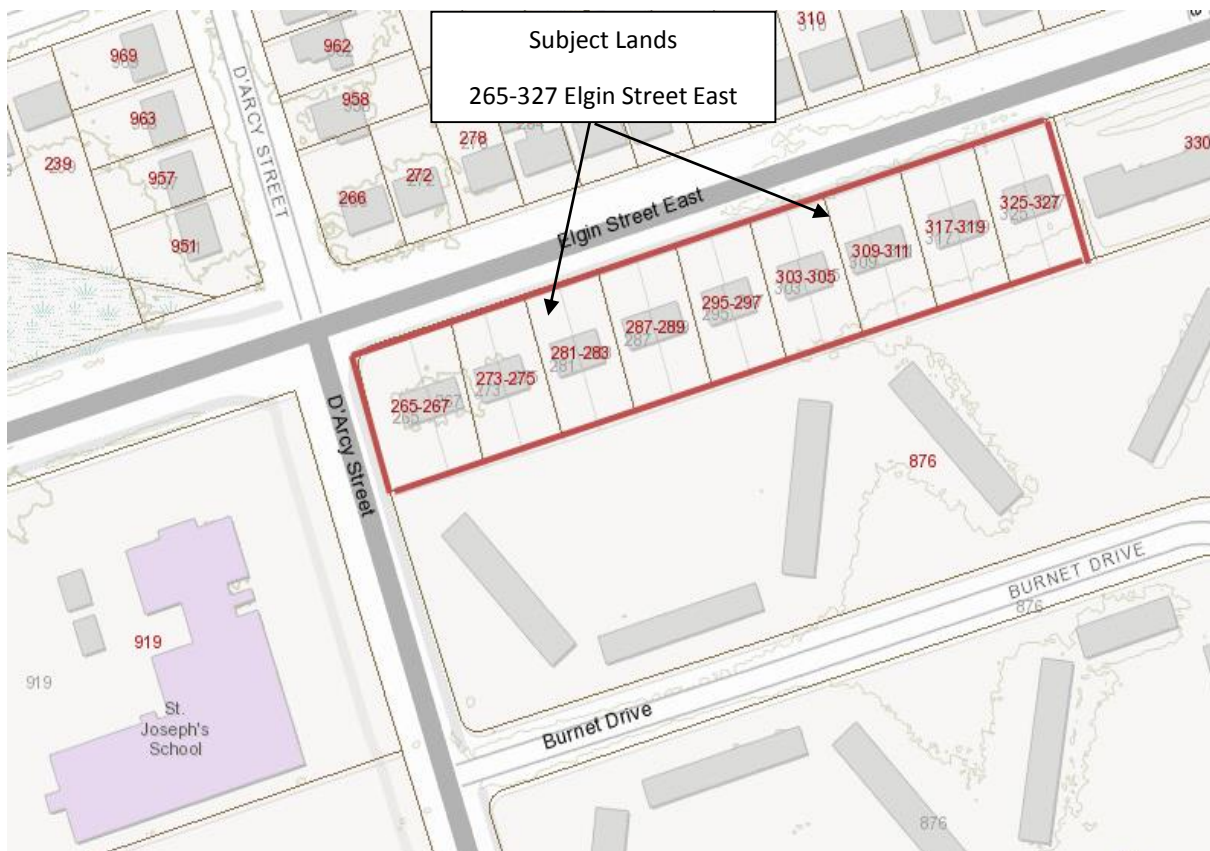 Subject Lands
265-327 Elgin Street East
310
969
962
D'ARCY STREET
958
963
239
278
957
272
266
951
330
Elgin Street East
325-327
317-319
309-311
303-305
295-297
287-289
281-283
273-275
265-267
D'Arcy Street
876
BURNET DRIVE
876
919
919
St.
Joseph's
School
Burnet Drive
876